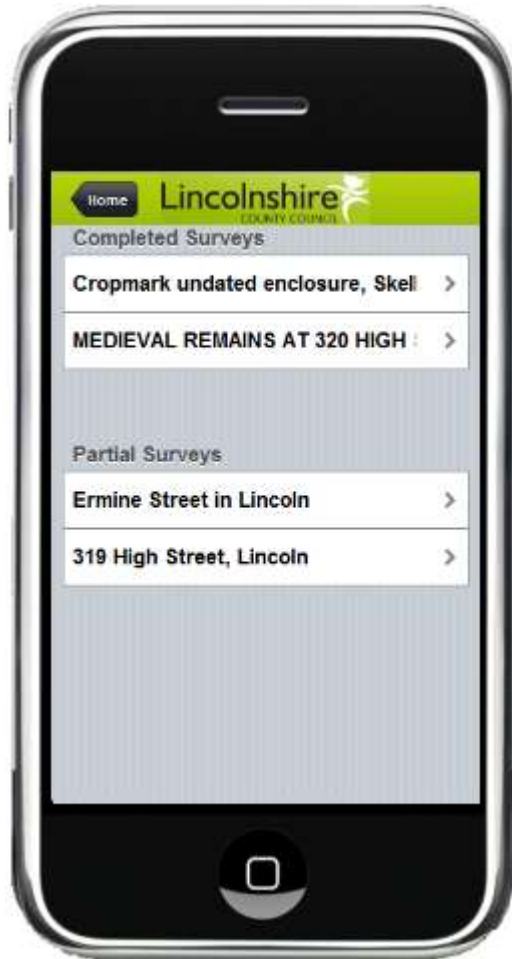 Home
Lincolnshire
COUNTY COUNCIL
Completed Surveys
Cropmark undated enclosure, Skel
MEDIEVAL REMAINS AT 320 HIGH
Partial Surveys
Ermine Street in Lincoln
319 High Street, Lincoln